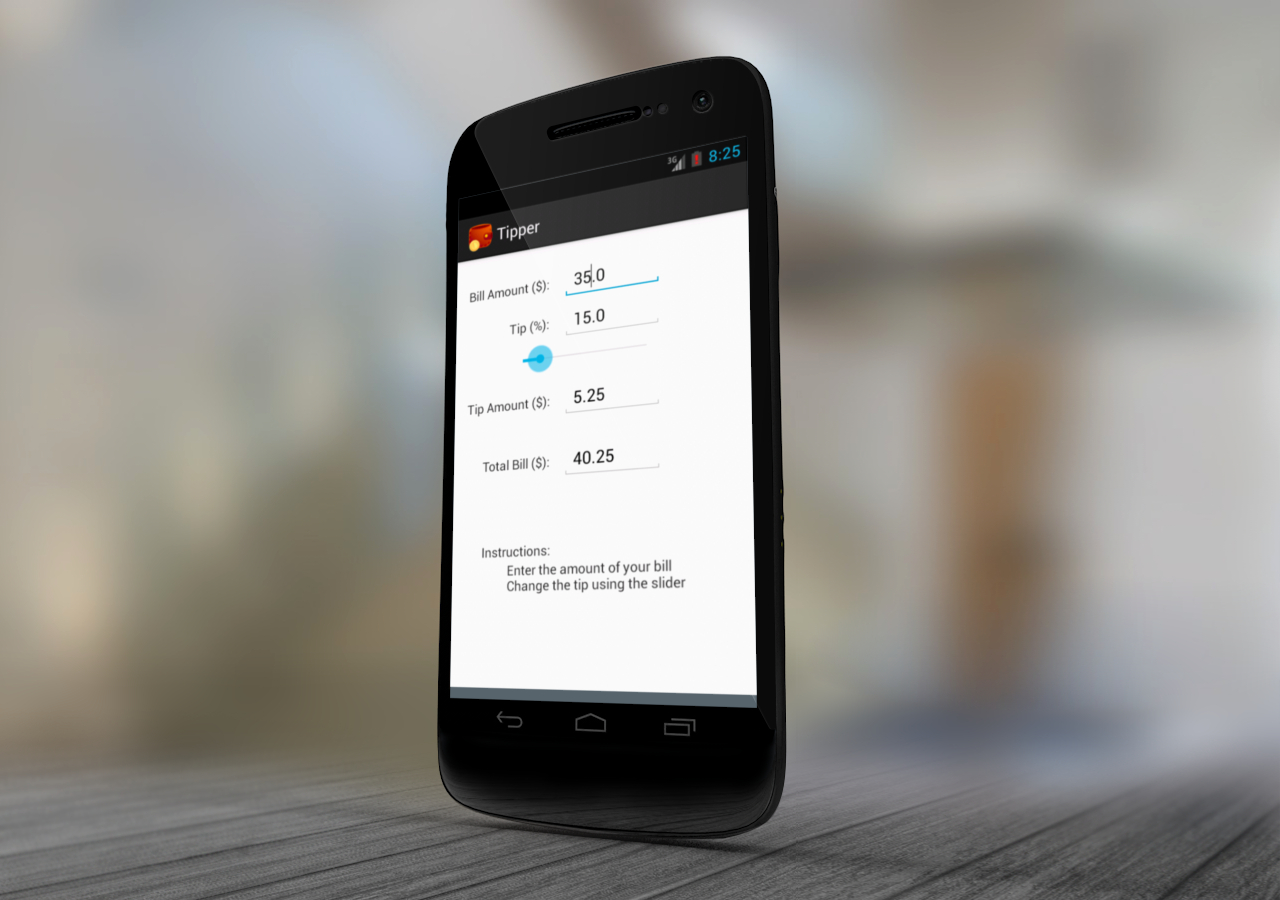 3G 8:25
Tipper
Bill Amount ($): 35.0
Tip (%): 15.0
Tip Amount ($): 5.25
Total Bill ($): 40.25
Instructions:
Enter the amount of your bill
Change the tip using the slider